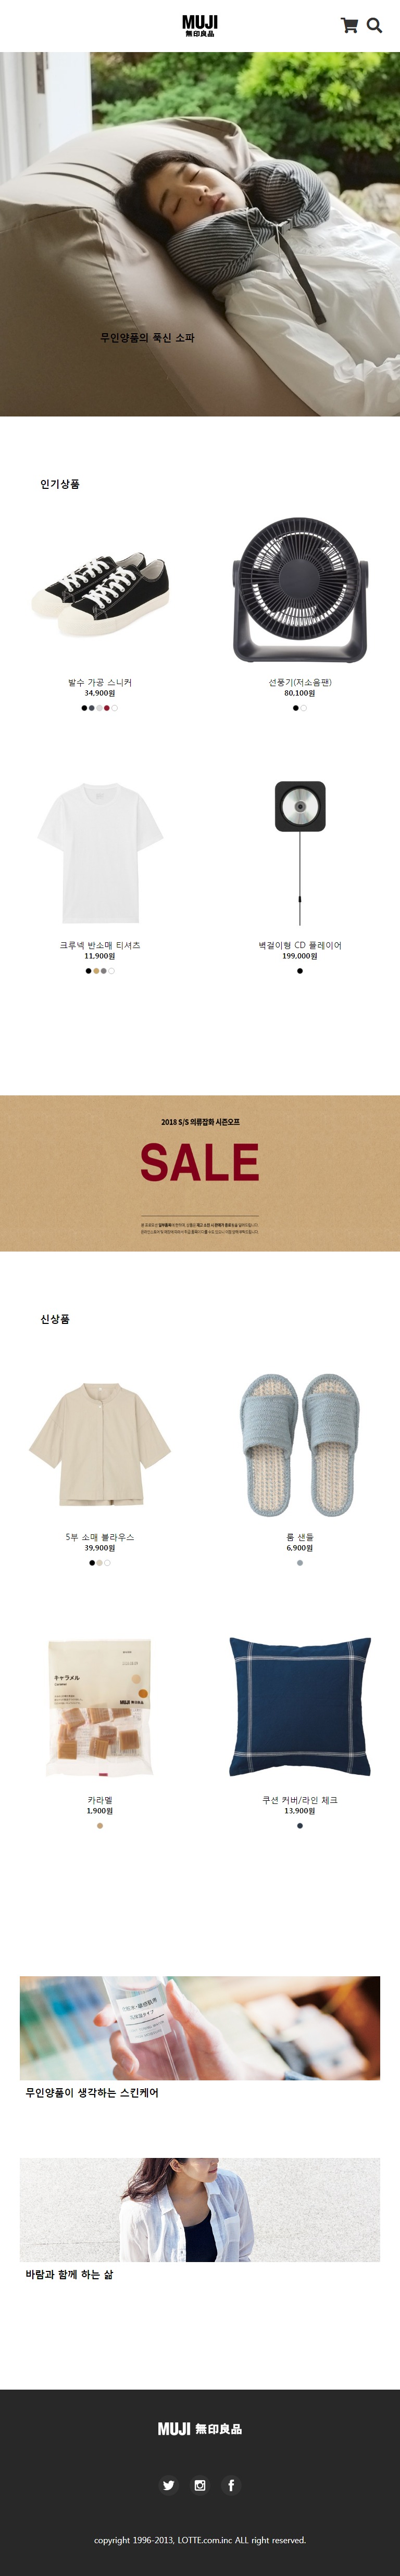 MUJI
無印良品
무인양품의 푹신 소파
인기상품
발수 가공 스니커
34,900원
선풍기(저소음팬)
80,100원
크루넥 반소매 티셔츠
11,900원
벽걸이형 CD 플레이어
199,000원
2018 S/S 의류잡화 시즌오프
SALE
신상품
5부 소매 블라우스
39,900원
룸 샌들
6,900원
キャラメル
MUJI 無印良品
카라멜
1,900원
쿠션 커버/라인 체크
13,900원
무인양품이 생각하는 스킨케어
바람과 함께 하는 삶
MUJI 無印良品
copyright 1996-2013, LOTTE.com.inc ALL right reserved.